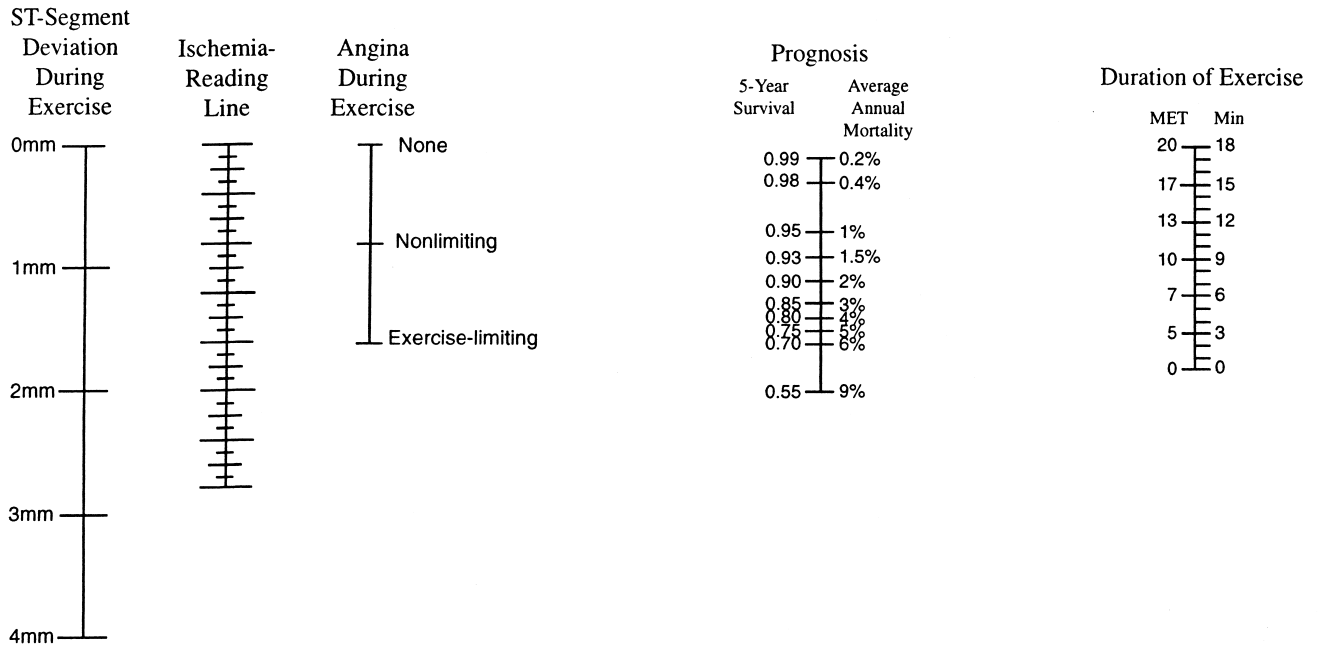 ST-Segment
Deviation
During
Exercise
Ischemia-
Reading
Line
Angina
During
Exercise
Prognosis
5-Year
Survival
Average
Annual
Mortality
Duration of Exercise
MET Min
0mm
1mm
2mm
3mm
4mm
None
Nonlimiting
Exercise-limiting
0.99 0.2%
0.98 0.4%
0.95 1%
0.93 1.5%
0.90 2%
0.85 3%
0.80 4%
0.75 5%
0.70 6%
0.55 9%
20 18
17 15
13 12
10 9
7 6
5 3
0 0